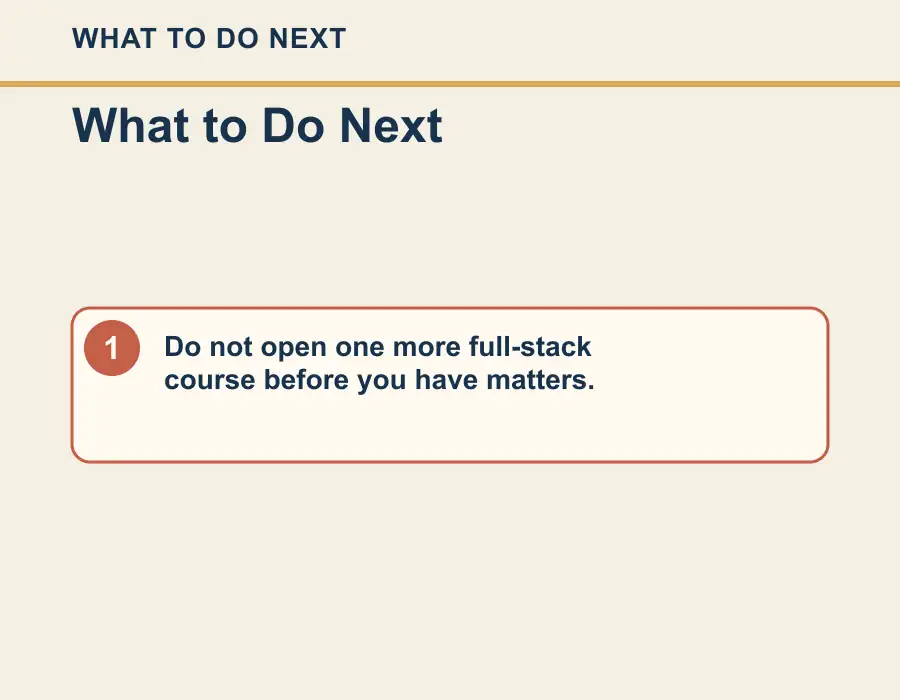 WHAT TO DO NEXT
What to Do Next
1
Do not open one more full-stack
course before you have matters.